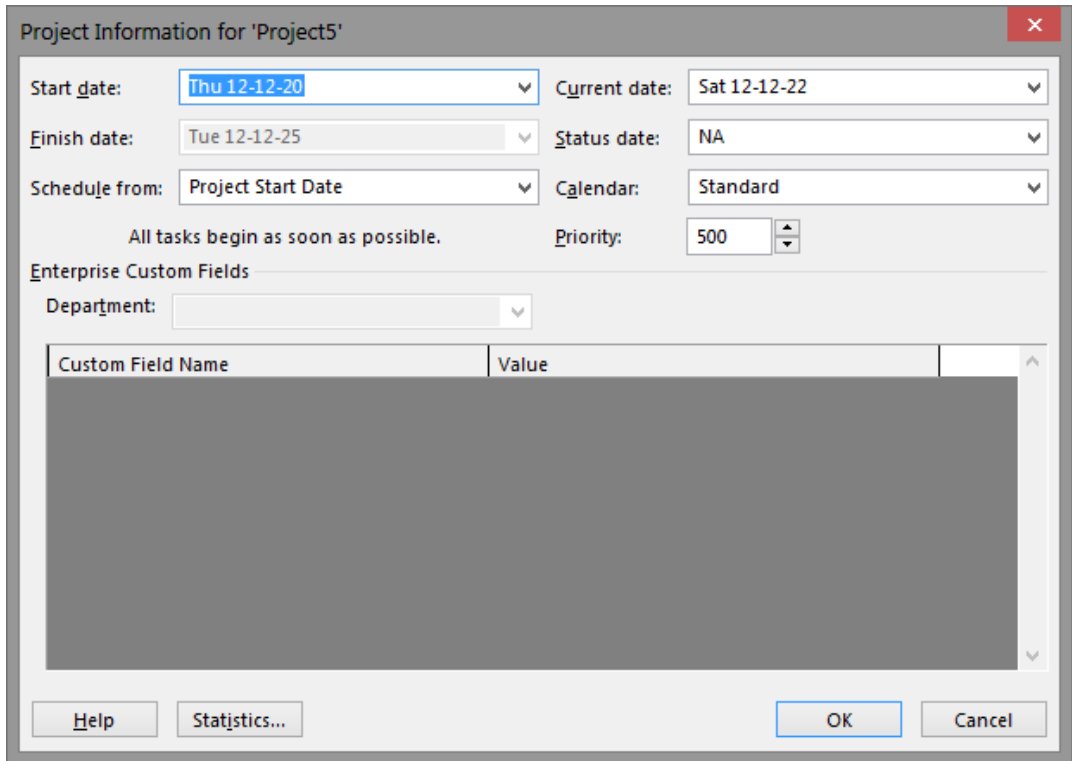 Project Information for 'Project5'
Start date: Thu 12-12-20 Current date: Sat 12-12-22
Finish date: Tue 12-12-25 Status date: NA
Schedule from: Project Start Date Calendar: Standard
All tasks begin as soon as possible. Priority: 500
Enterprise Custom Fields
Department:
Custom Field Name Value
Help Statistics... OK Cancel